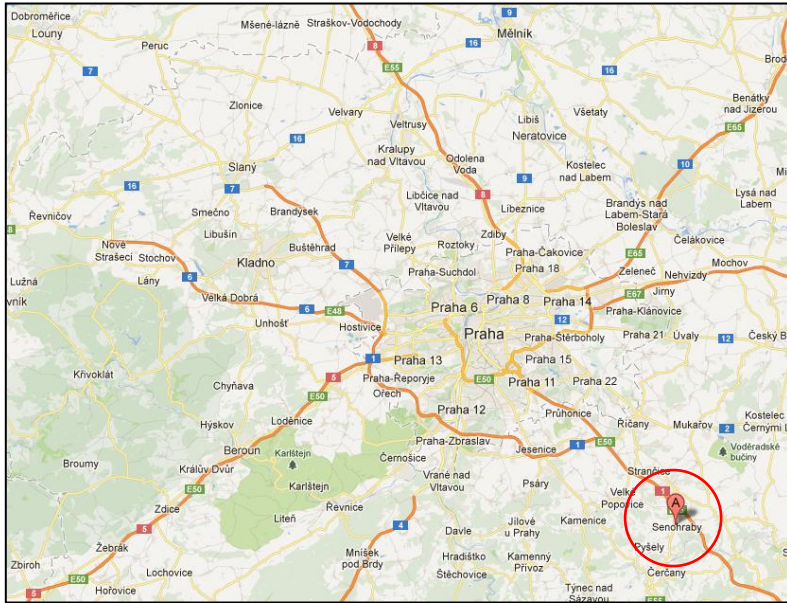 Dobroměřice
Louny
7
Peruc
Mšené-lázně
Straškov-Vodochody
8
E55
16
9
Mělník
16
Brod
Benátky
nad Jizerou
7
Zlonice
Velvary
Veltrusy
Libiš
Neratovice
Všetaty
E65
16
Slaný
16
7
Kralupy
nad Vltavou
Odolena
Voda
Kostelec
nad Labem
10
9
Lysá nad
Labem
8
Řevničov
Smečno
Libušin
Brandýsek
Libčice nad
Vltavou
8
Líbeznice
Brandýs nad
Labem-Stará
Boleslav
Nové
Strašecí
Stochov
Buštěhrad
Velké
Přílepy
Roztoky
Zdiby
Praha-Čakovice
E65
Čelákovice
Lužná
Lány
6
Kladno
7
Praha-Suchdol
Praha 18
Zeleneč
Nehvizdy
Mochov
vník
Velká Dobrá
6
E48
Praha 6
Praha 8
Praha 14
E67
Jirny
Praha-Klánovice
Unhošť
Hostivice
Praha
12
Praha-Štěrboholy
Praha 21
Úvaly
12
Český B
1
Praha 13
Praha 15
Křivoklát
5
Praha-Řeporyje
E50
Praha 11
Praha 22
E50
Chyňava
Ořech
Praha 12
Průhonice
Říčany
Mukařov
Kostelec
Černými L
Hýskov
Loděnice
Praha-Zbraslav
Jesenice
1
E50
2
Voděradské
bučiny
Broumy
Beroun
Karlštejn
Černošice
Králův Dvůr
Vrané nad
Vltavou
Psáry
Strančice
E50
Karlštejn
Řevnice
Velké
Popovice
1
A
Zdice
Liteň
4
Davle
Jílové
u Prahy
Kamenice
Senohraby
5
Žebrák
Mníšek
pod Brdy
Hradištko
Štěchovice
Kamenný
Přívoz
Pyšely
Zbiroh
Lochovice
Čerčany
5
E50
Hořovice
Týnec nad
Sázavou